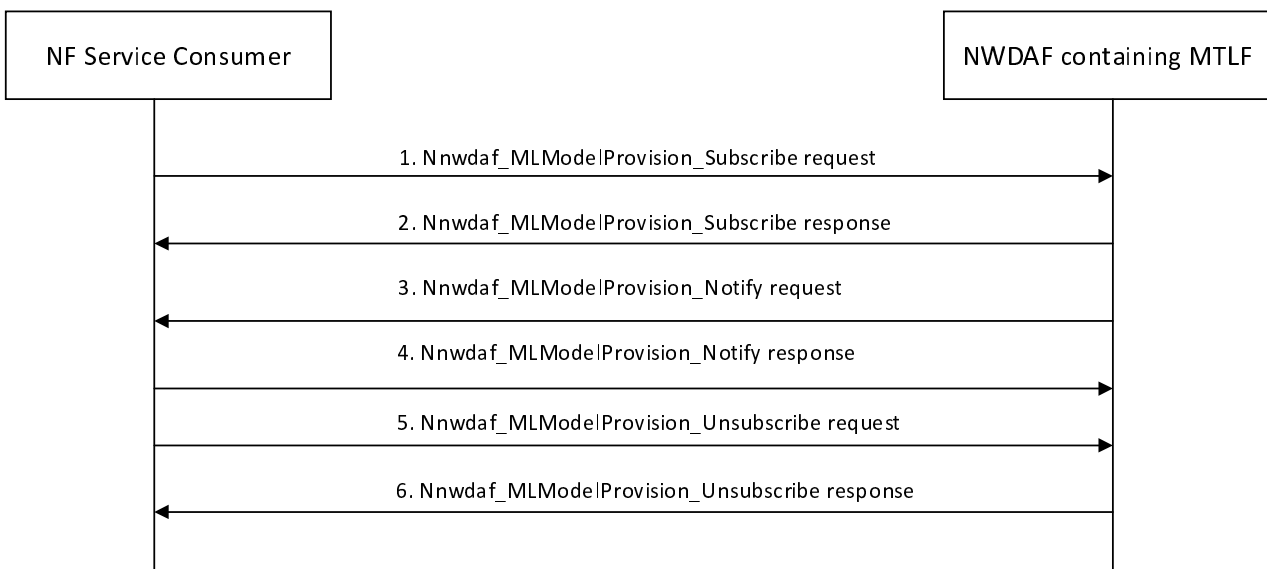 NF Service Consumer
NWDAF containing MTLF
1. Nnwdaf_MLModelProvision_Subscribe request
2. Nnwdaf_MLModelProvision_Subscribe response
3. Nnwdaf_MLModelProvision_Notify request
4. Nnwdaf_MLModelProvision_Notify response
5. Nnwdaf_MLModelProvision_Unsubscribe request
6. Nnwdaf_MLModelProvision_Unsubscribe response